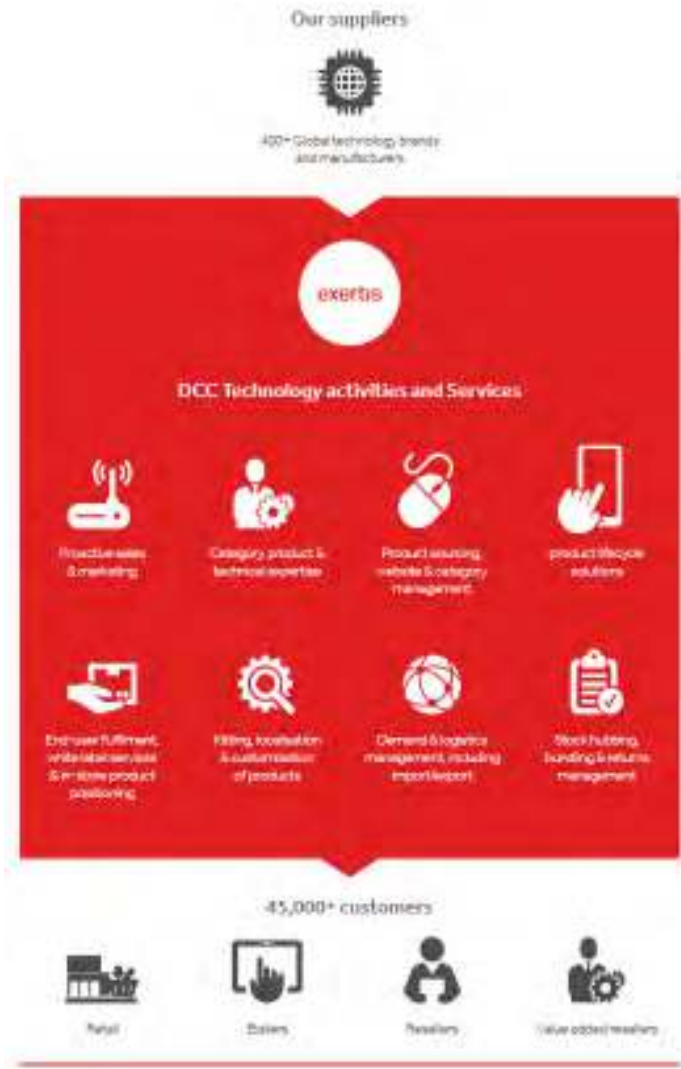 Our suppliers
400+ Global technology brands
and manufacturers
exertis
DCC Technology activities and Services
Proactive sales
& marketing
Category, product &
technical expertise
Product sourcing,
website & category
management
product lifecycle
solutions
End-user fulfilment,
white label services
& in-store product
positioning
Kitting, localisation
& customisation
of products
Demand & logistics
management, including
import/export
Stock hubbing,
bundling & returns
management
45,000+ customers
Retail
Etailers
Resellers
Value added resellers